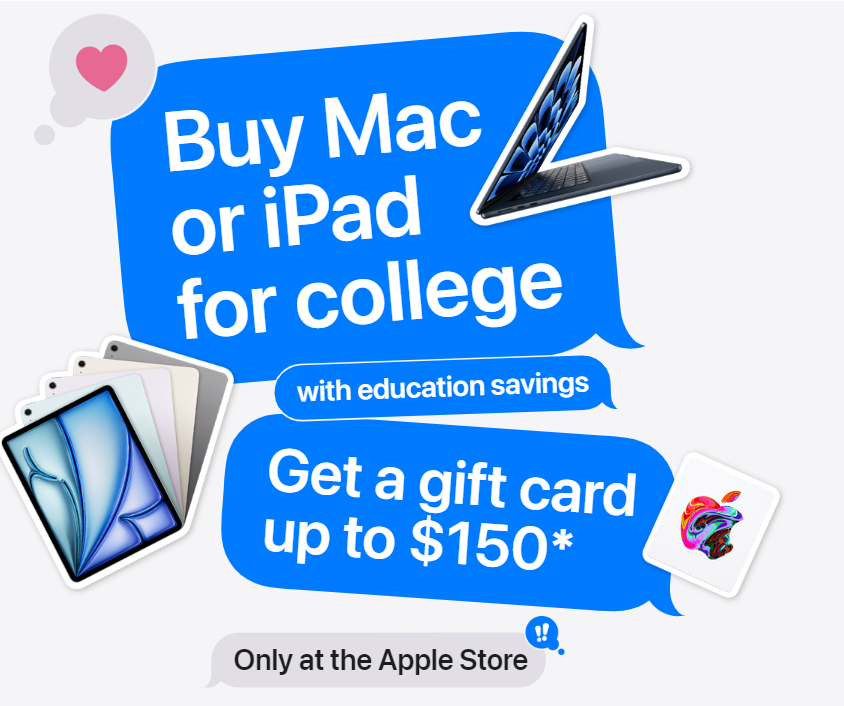 Buy Mac
or iPad
for college
with education savings
Get a gift card
up to $150*
Only at the Apple Store
!!